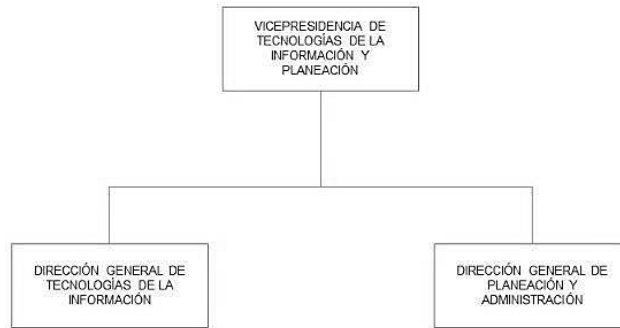 VICEPRESIDENCIA DE
TECNOLOGÍAS DE LA
INFORMACIÓN Y
PLANEACIÓN
DIRECCIÓN GENERAL DE
TECNOLOGÍAS DE LA
INFORMACIÓN
DIRECCIÓN GENERAL DE
PLANEACIÓN Y
ADMINISTRACIÓN